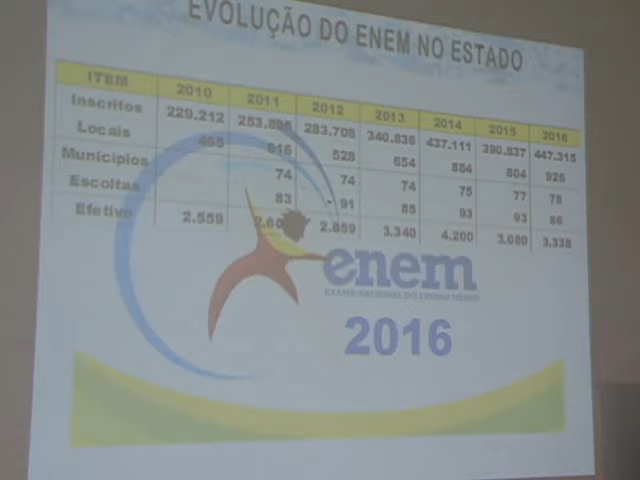 EVOLUÇÃO DO ENEM NO ESTADO
ITEM 2010 2011 2012 2013 2014 2015 2016
Inscritos 229.212 283.708 340.836 437.111 390.837 447.315
Locais 465 616 528 654 884 804 926
Municípios 74 74 74 75 77 78
Escoltas 83 91 85 93 93 86
Efetivo 2.559 2.859 3.340 4.200 3.080 3.338
enem
EXAME NACIONAL DO ENSINO MÉDIO
2016